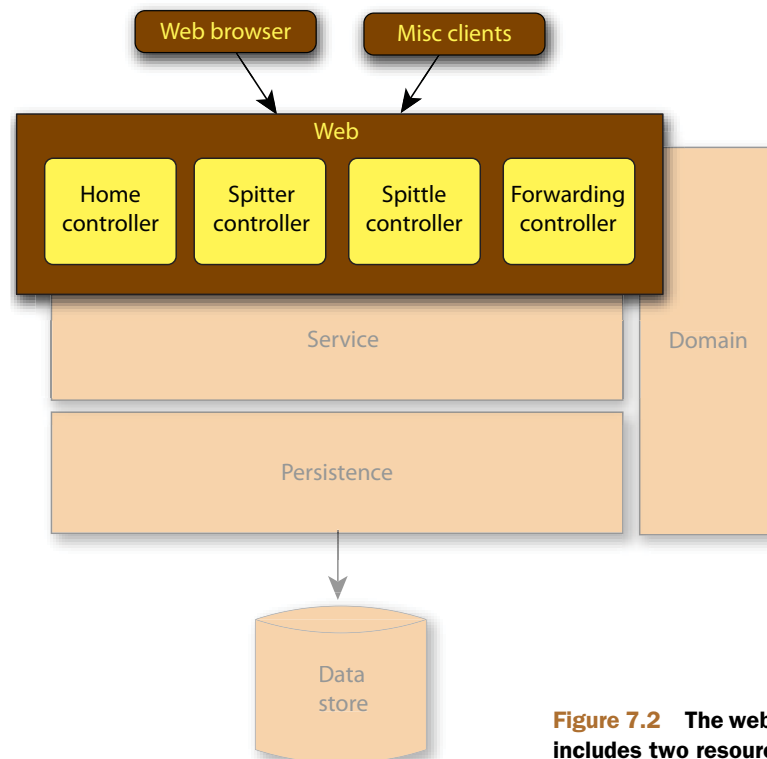 Web browser
Misc clients
Web
Home
controller
Spitter
controller
Spittle
controller
Forwarding
controller
Service
Domain
Persistence
Data
store
Figure 7.2 The web
includes two resourc